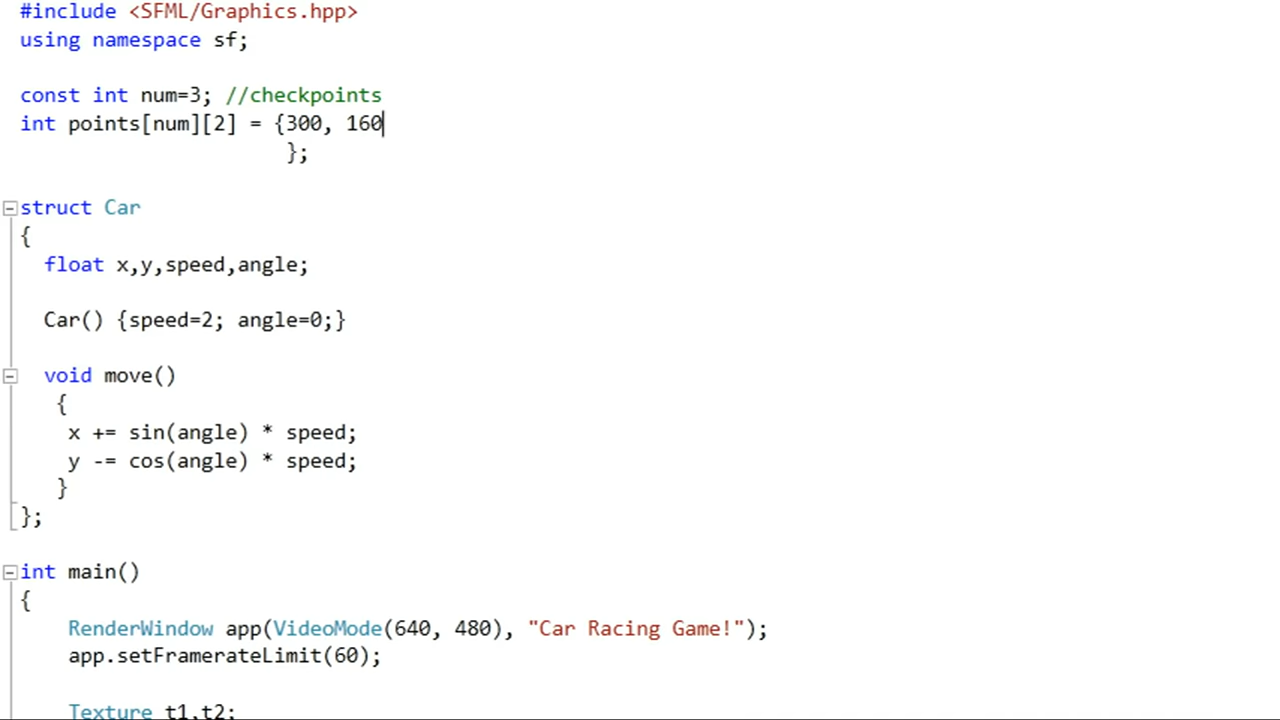 #include <SFML/Graphics.hpp>
using namespace sf;
const int num=3; //checkpoints
int points[num][2] = {300, 160
};
struct Car
{
float x,y,speed,angle;
Car() {speed=2; angle=0;}
void move()
{
x += sin(angle) * speed;
y -= cos(angle) * speed;
}
};
int main()
{
RenderWindow app(VideoMode(640, 480), "Car Racing Game!");
app.setFramerateLimit(60);
Texture t1,t2;